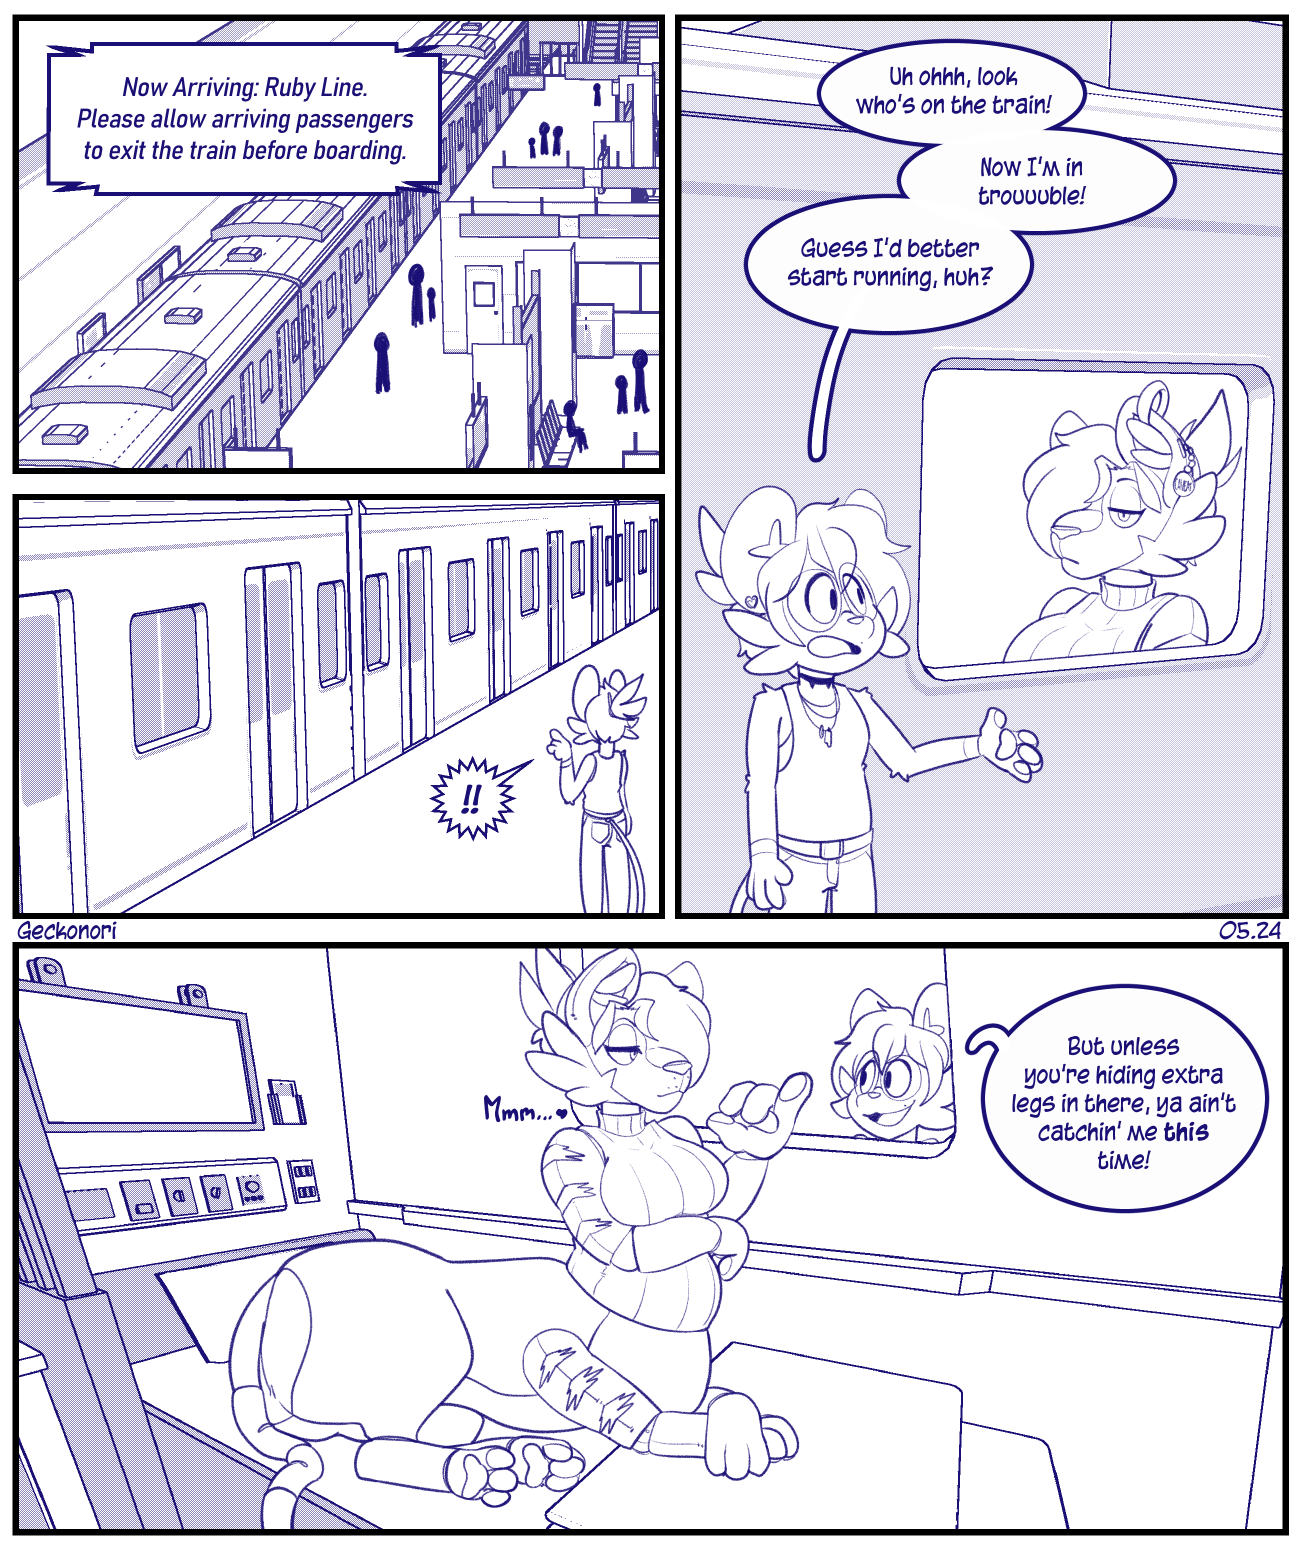 Now Arriving: Ruby Line.
Please allow arriving passengers
to exit the train before boarding.
!!
Uh ohhh, look
who's on the train!
Now I'm in
trouuuble!
Guess I'd better
start running, huh?
Geckonori
05.24
Mmm...♥
But unless
you're hiding extra
legs in there, ya ain't
catchin' me this
time!